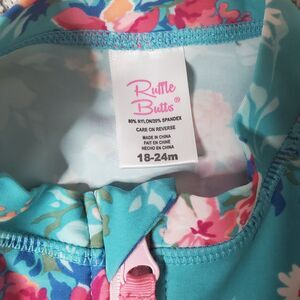 Ruffle
Butts®
80% NYLON/20% SPANDEX
CARE ON REVERSE
MADE IN CHINA
FAIT EN CHINE
HECHO EN CHINA
18-24m